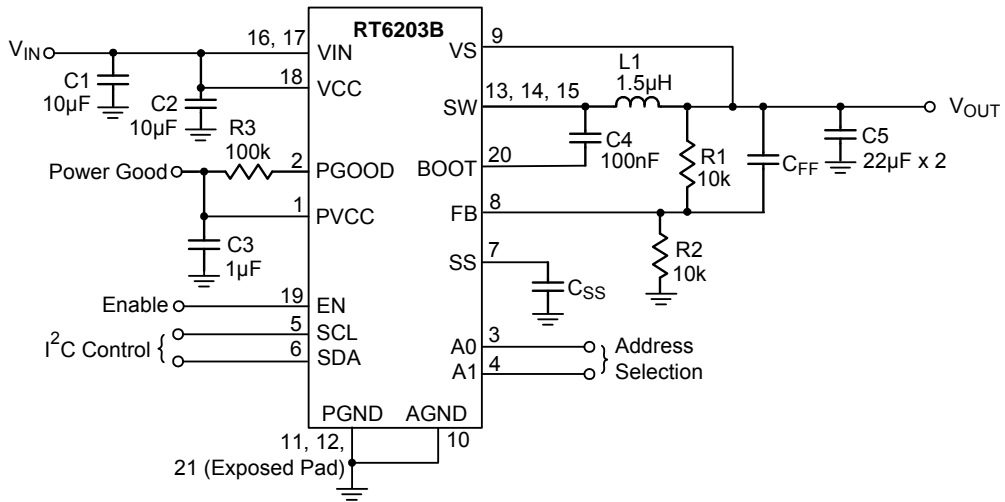 RT6203B
VIN
16, 17
VIN
C1
10µF
18
VCC
C2
10µF
R3
100k
Power Good
2
PGOOD
1
PVCC
C3
1µF
Enable
19
EN
I2C Control
5
SCL
6
SDA
PGND
AGND
11, 12,
21 (Exposed Pad)
10
VS
9
L1
1.5µH
SW
13, 14, 15
VOUT
C4
100nF
BOOT
20
R1
10k
CFF
C5
22µF x 2
FB
8
R2
10k
SS
7
CSS
A0
3
Address
A1
4
Selection